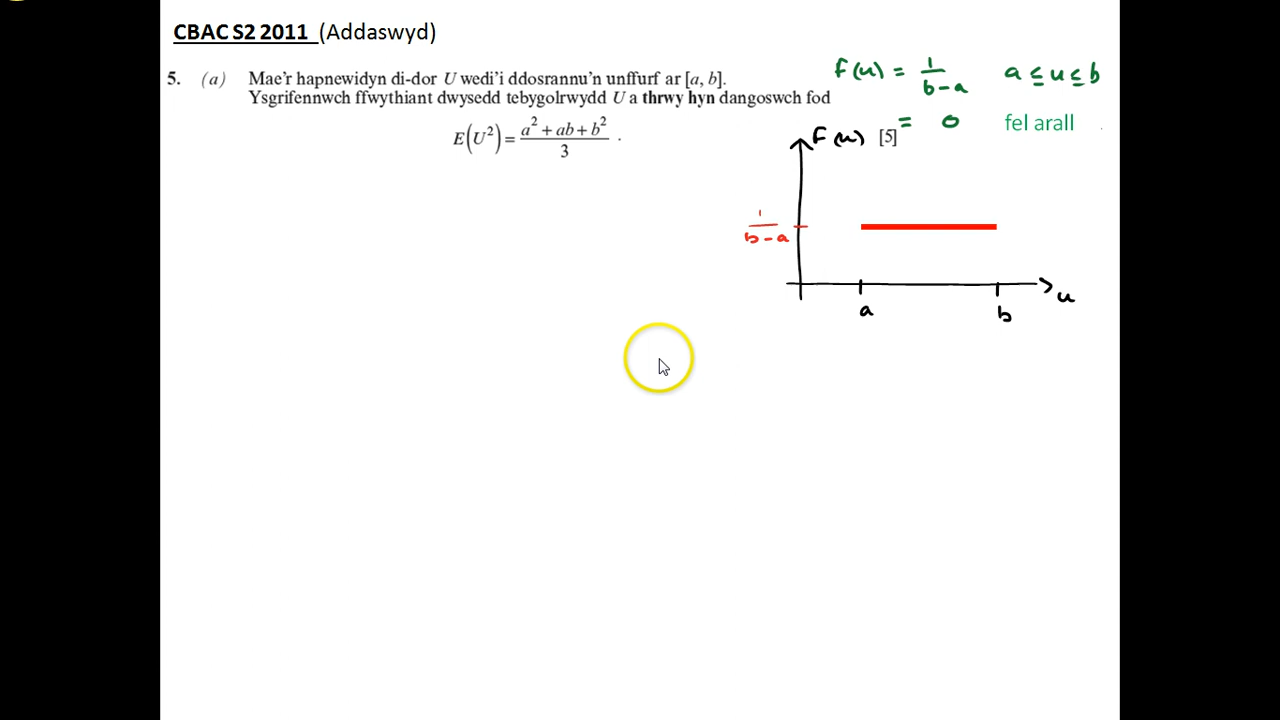 CBAC S2 2011 (Addaswyd)
5. (a) Mae'r hapnewidyn di-dor U wedi'i ddosrannu'n unffurf ar [a, b].
Ysgrifennwch ffwythiant dwysedd tebygolrwydd U a thrwy hyn dangoswch fod
E(U²) = (a² + ab + b²)/3 .
[5]
f(u) = 1/(b-a) a ≤ u ≤ b
= 0 fel arall
f(u)
1/(b-a)
a b u